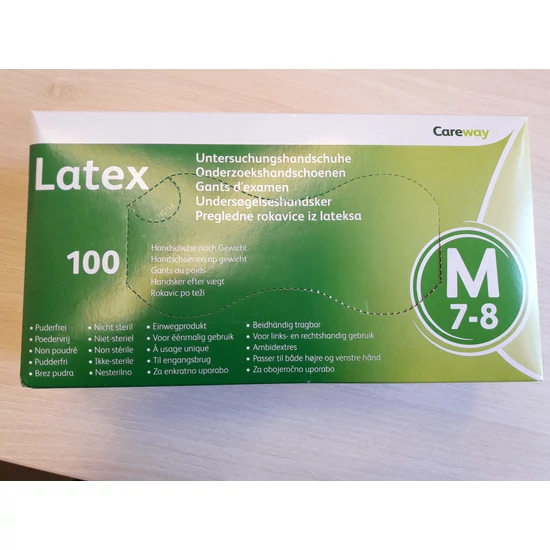 Careway
Latex
Untersuchungshandschuhe
Onderzoekshandschoenen
Gants d'examen
Undersøgelseshandsker
Pregledne rokavice iz lateksa
100
Handschuhe nach Gewicht
Handschoenen op gewicht
Gants au poids
Handsker efter vægt
Rokavic po teži
M
7-8
• Puderfrei
• Poedervrij
• Non poudré
• Pudderfri
• Brez pudra
• Nicht steril
• Niet-steriel
• Non stérile
• Ikke-sterile
• Nesterilno
• Einwegprodukt
• Voor éénmalig gebruik
• À usage unique
• Til engangsbrug
• Za enkratno uporabo
• Beidhändig tragbar
• Voor links- en rechtshandig gebruik
• Ambidextres
• Passer til både højre og venstre hånd
• Za obojeročno uporabo